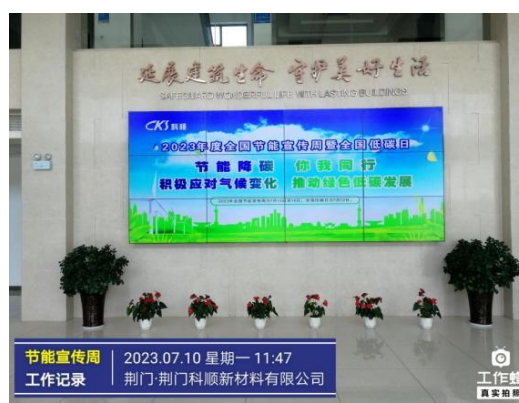 延展建筑生命 守护美好生活
SAFEGUARD WONDERFUL LIFE WITH LASTING BUILDINGS
CKS 科顺
2023年度全国节能宣传周暨全国低碳日
节能降碳 你我同行
积极应对气候变化 推动绿色低碳发展
节能宣传周
工作记录
2023.07.10 星期一 11:47
荆门·荆门科顺新材料有限公司
真实拍照